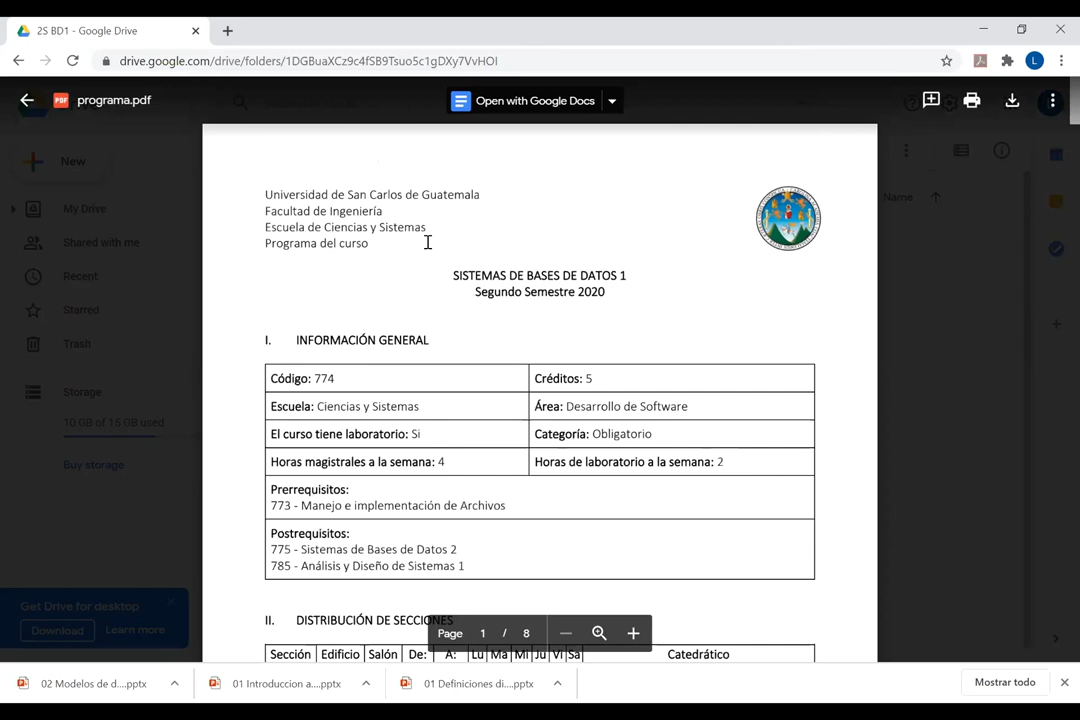 2S BD1 - Google Drive
drive.google.com/drive/folders/1DGBuaXCz9c4fSB9Tsuo5c1gDXy7VvHOI
L
PDF programa.pdf
Open with Google Docs
New
My Drive
Shared with me
Recent
Starred
Trash
Storage
10 GB of 15 GB used
Buy storage
Name
Get Drive for desktop
Download Learn more
Universidad de San Carlos de Guatemala
Facultad de Ingeniería
Escuela de Ciencias y Sistemas
Programa del curso
SISTEMAS DE BASES DE DATOS 1
Segundo Semestre 2020
I. INFORMACIÓN GENERAL
Código: 774 Créditos: 5
Escuela: Ciencias y Sistemas Área: Desarrollo de Software
El curso tiene laboratorio: Si Categoría: Obligatorio
Horas magistrales a la semana: 4 Horas de laboratorio a la semana: 2
Prerrequisitos:
773 - Manejo e implementación de Archivos
Postrequisitos:
775 - Sistemas de Bases de Datos 2
785 - Análisis y Diseño de Sistemas 1
II. DISTRIBUCIÓN DE SECCIONES
Page 1 / 8
Sección Edificio Salón De: A: Lu Ma Mi Ju Vi Sa Catedrático
02 Modelos de d....pptx 01 Introduccion a....pptx 01 Definiciones di....pptx Mostrar todo